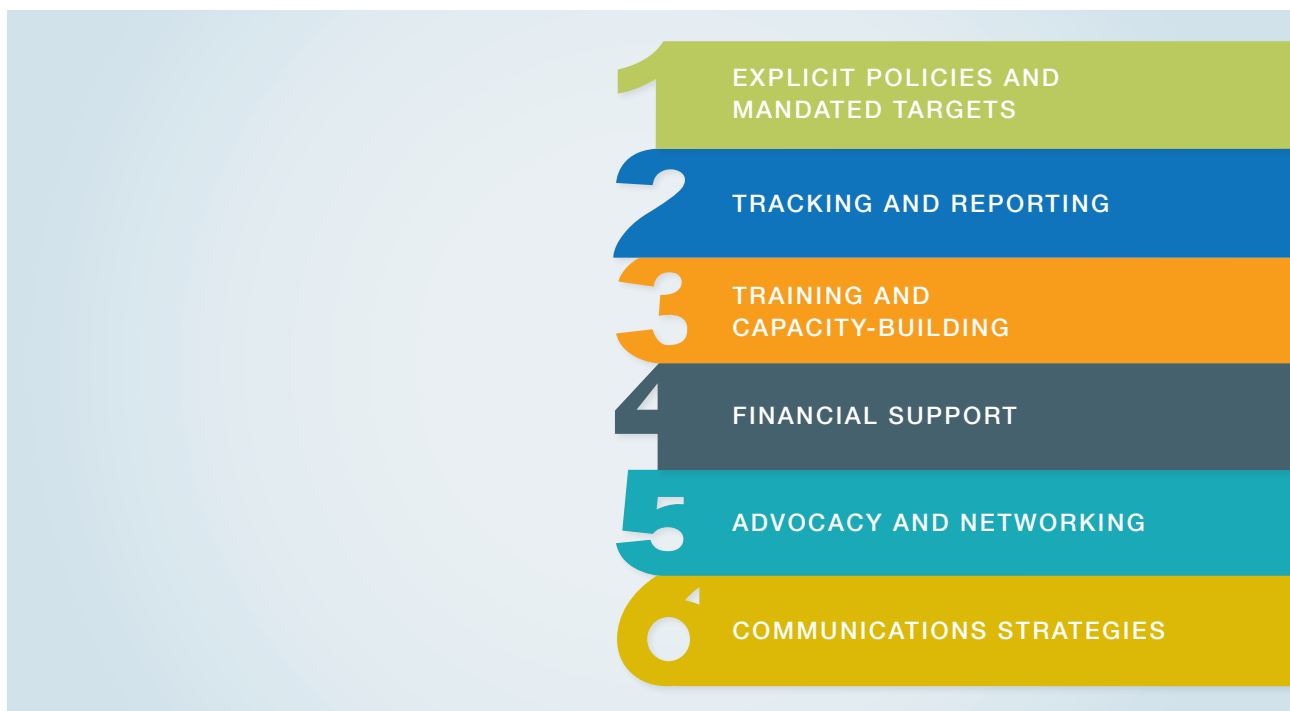 1
EXPLICIT POLICIES AND
MANDATED TARGETS
2
TRACKING AND REPORTING
3
TRAINING AND
CAPACITY-BUILDING
4
FINANCIAL SUPPORT
5
ADVOCACY AND NETWORKING
6
COMMUNICATIONS STRATEGIES